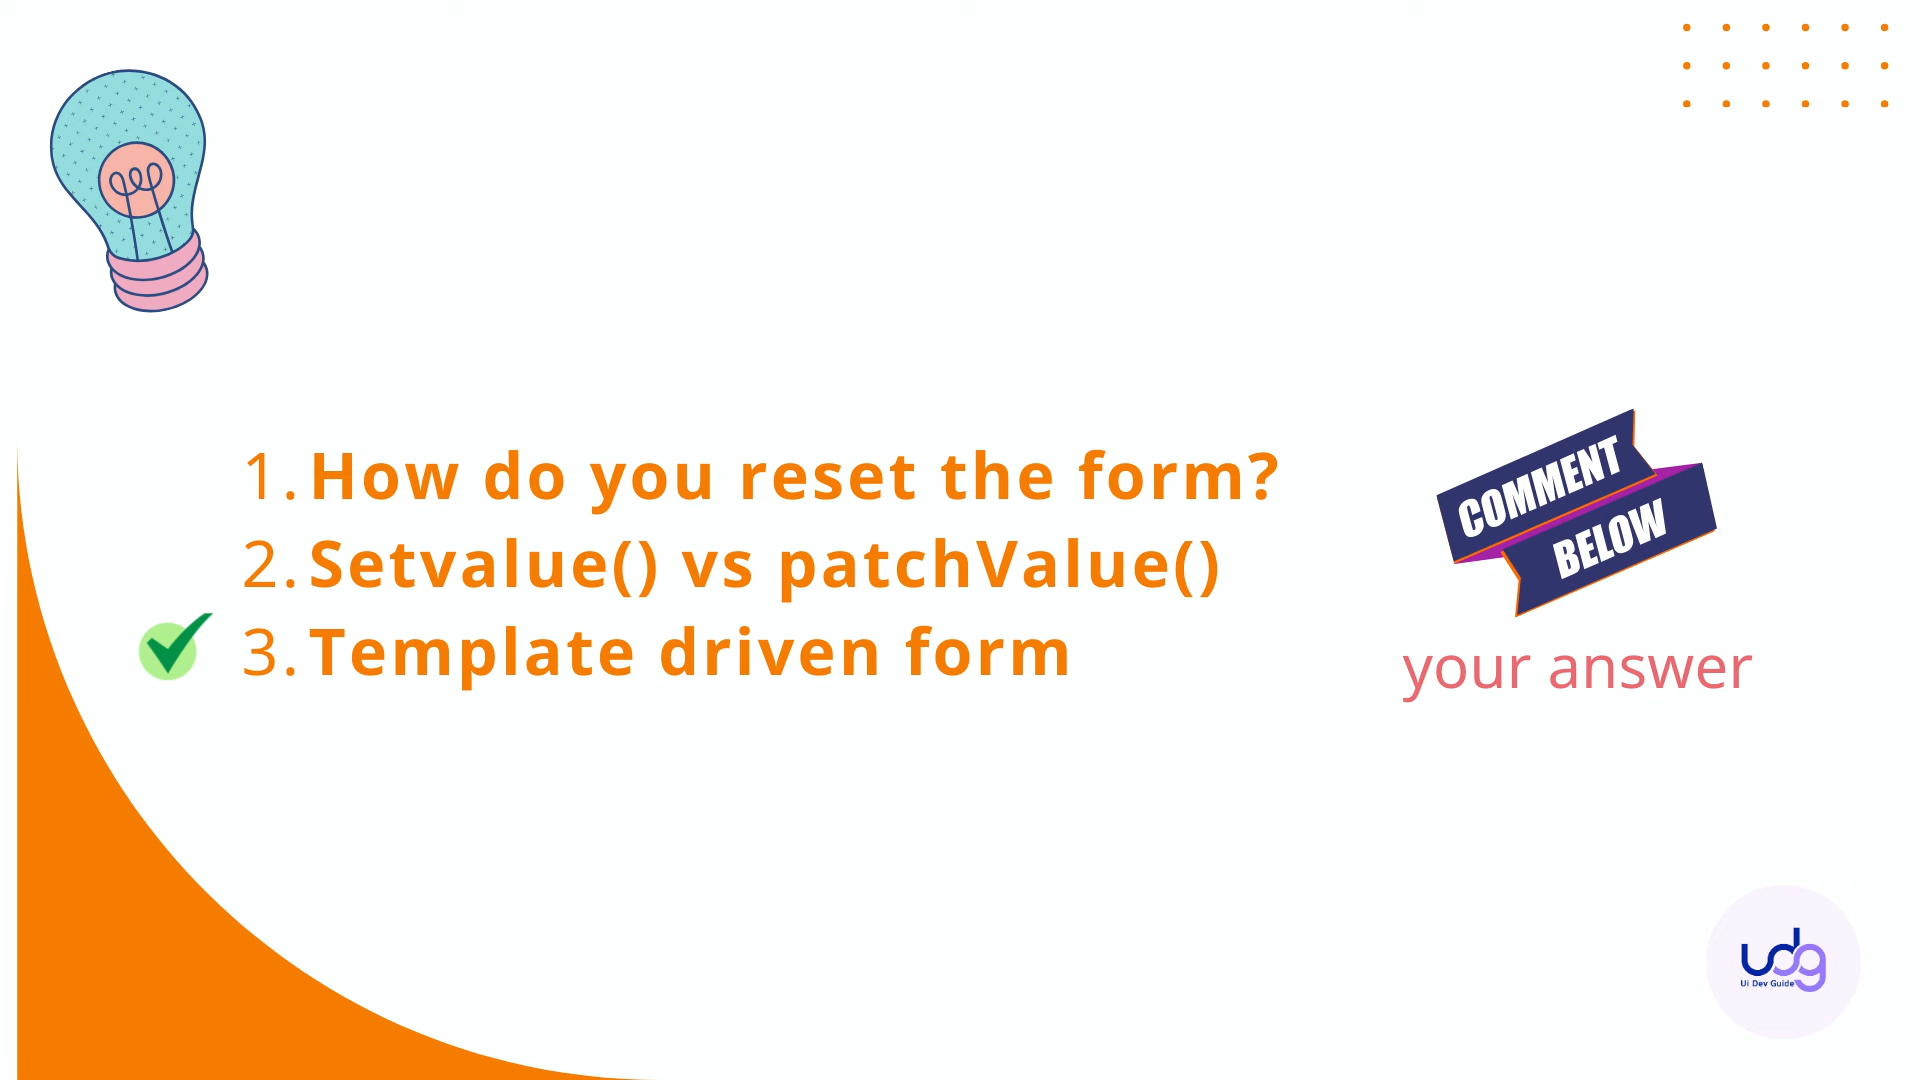 1. How do you reset the form?
2. Setvalue() vs patchValue()
3. Template driven form
COMMENT
BELOW
your answer
udg
Ui Dev Guide